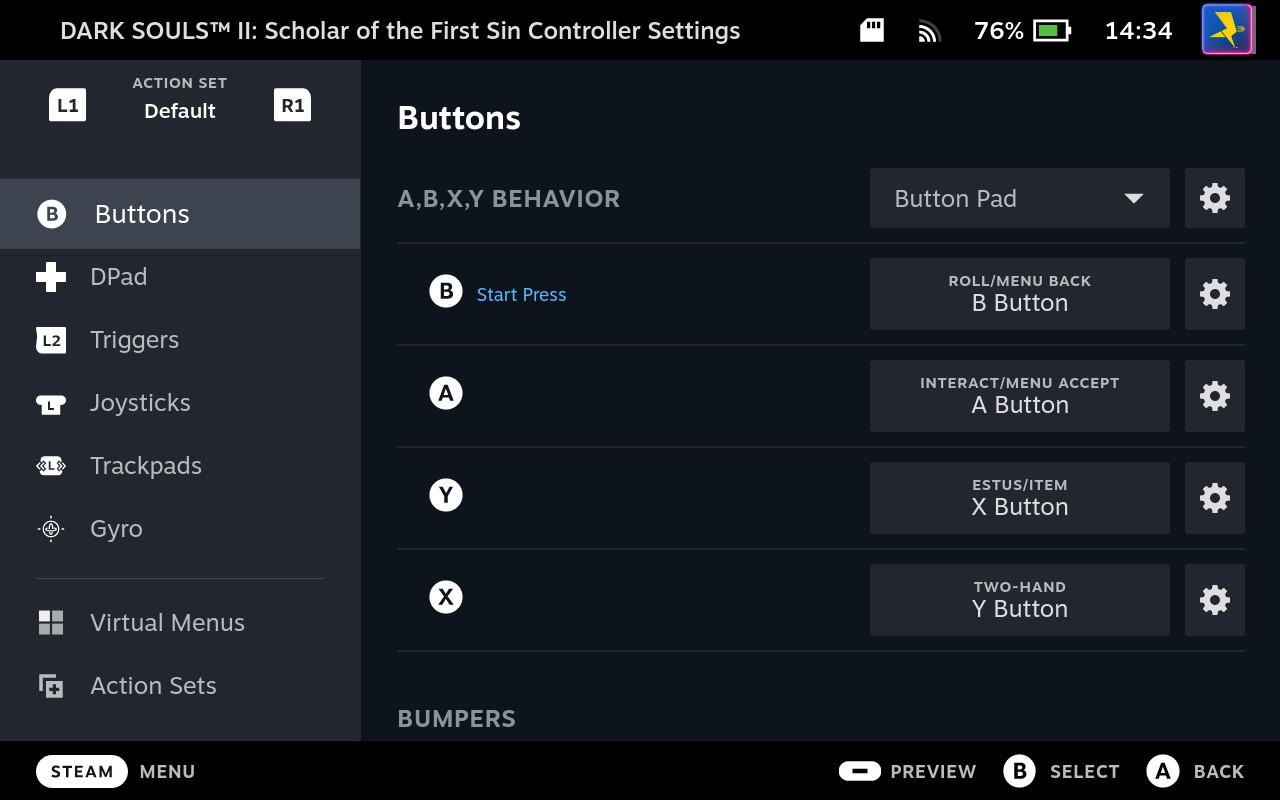 DARK SOULS™ II: Scholar of the First Sin Controller Settings
76%
14:34
L1
ACTION SET
Default
R1
B Buttons
DPad
L2 Triggers
L Joysticks
L Trackpads
Gyro
Virtual Menus
Action Sets
Buttons
A,B,X,Y BEHAVIOR
Button Pad
B Start Press
ROLL/MENU BACK
B Button
A
INTERACT/MENU ACCEPT
A Button
Y
ESTUS/ITEM
X Button
X
TWO-HAND
Y Button
BUMPERS
STEAM MENU
PREVIEW
B SELECT
A BACK